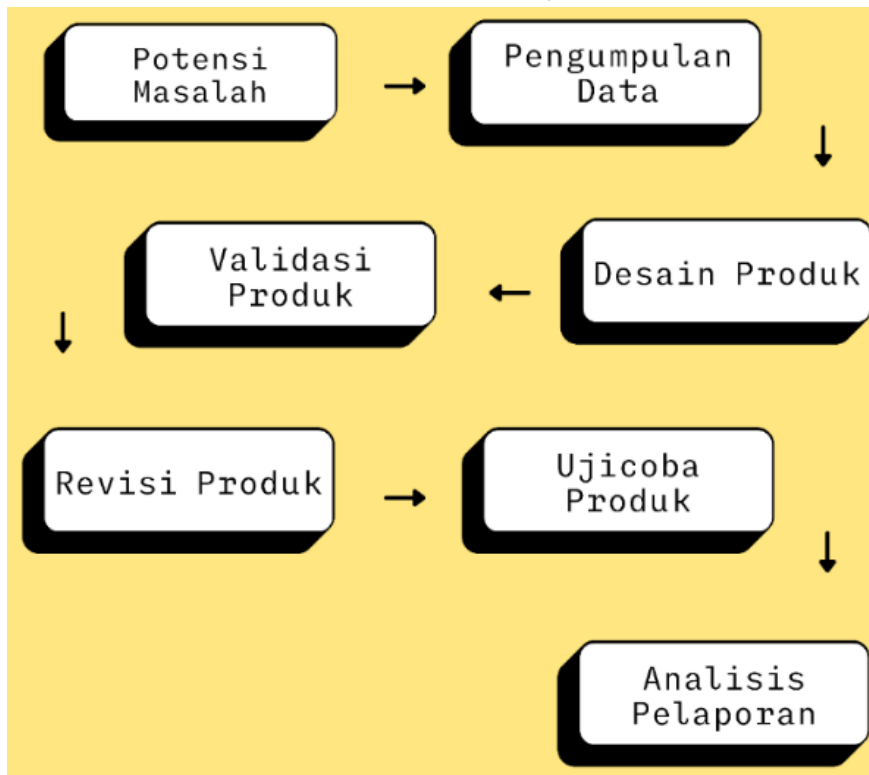 Potensi
Masalah
Pengumpulan
Data
Desain Produk
Validasi
Produk
Revisi Produk
Ujicoba
Produk
Analisis
Pelaporan